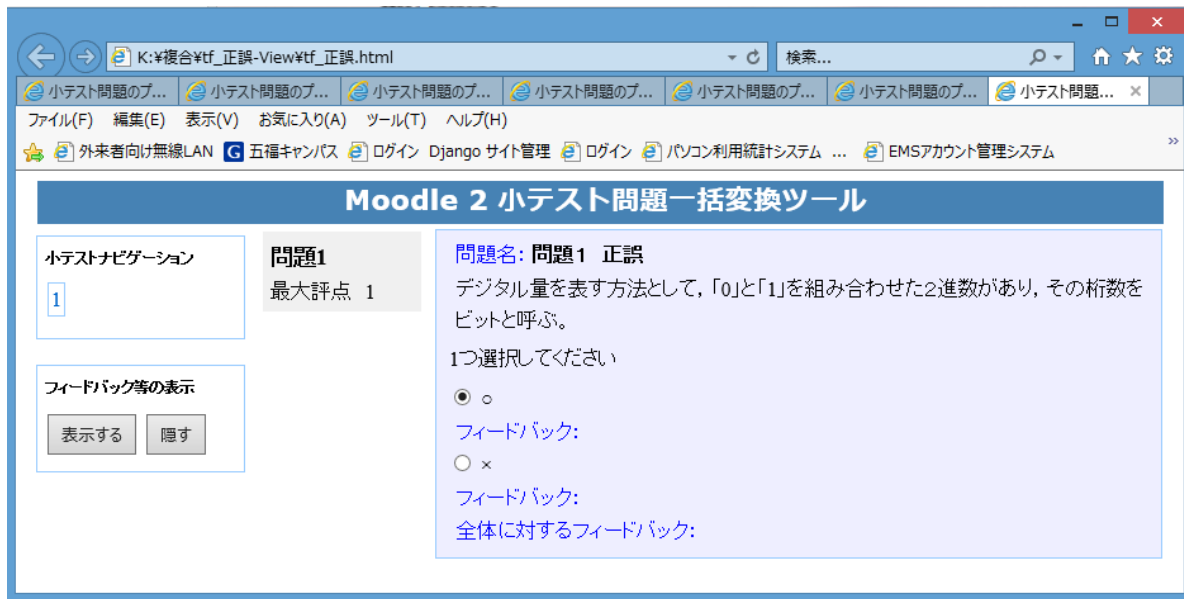 K:¥複合¥tf_正誤-View¥tf_正誤.html
検索...
小テスト問題のプ... 小テスト問題のプ... 小テスト問題のプ... 小テスト問題のプ... 小テスト問題のプ... 小テスト問題のプ... 小テスト問題... ×
ファイル(F) 編集(E) 表示(V) お気に入り(A) ツール(T) ヘルプ(H)
外来者向け無線LAN G 五福キャンパス ログイン Django サイト管理 ログイン パソコン利用統計システム ... EMSアカウント管理システム »
Moodle 2 小テスト問題一括変換ツール
小テストナビゲーション
1
フィードバック等の表示
表示する 隠す
問題1
最大評点 1
問題名: 問題1 正誤
デジタル量を表す方法として,「0」と「1」を組み合わせた2進数があり, その桁数を
ビットと呼ぶ。
1つ選択してください
○
フィードバック:
×
フィードバック:
全体に対するフィードバック: